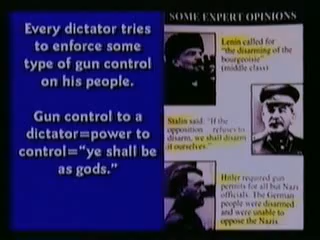 Every dictator tries
to enforce some
type of gun control
on his people.
Gun control to a
dictator=power to
control="ye shall be
as gods."
SOME EXPERT OPINIONS
Lenin called for
"the disarming of the
bourgeoisie"
(middle class)
Stalin said: "If the
opposition refuses to
disarm, we shall disarm
it ourselves."
Hitler required gun
permits for all but Nazi
officials. The German
people were disarmed
and were unable to
oppose the Nazis